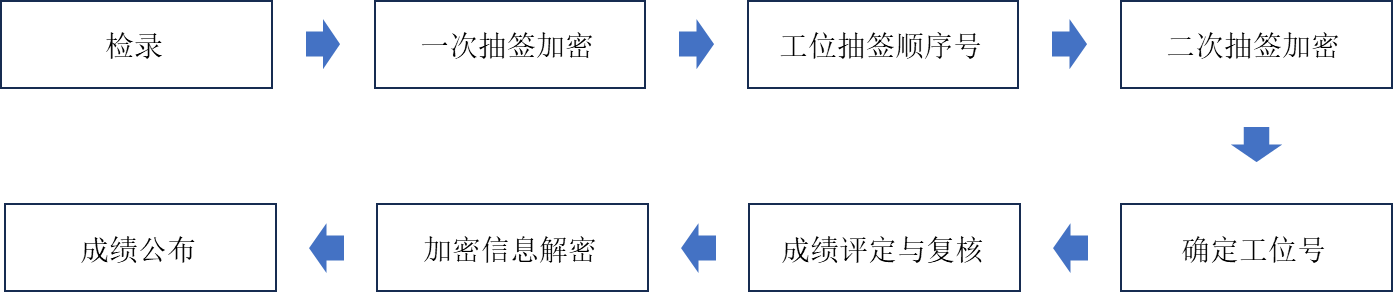 检录
一次抽签加密
工位抽签顺序号
二次抽签加密
确定工位号
成绩评定与复核
加密信息解密
成绩公布